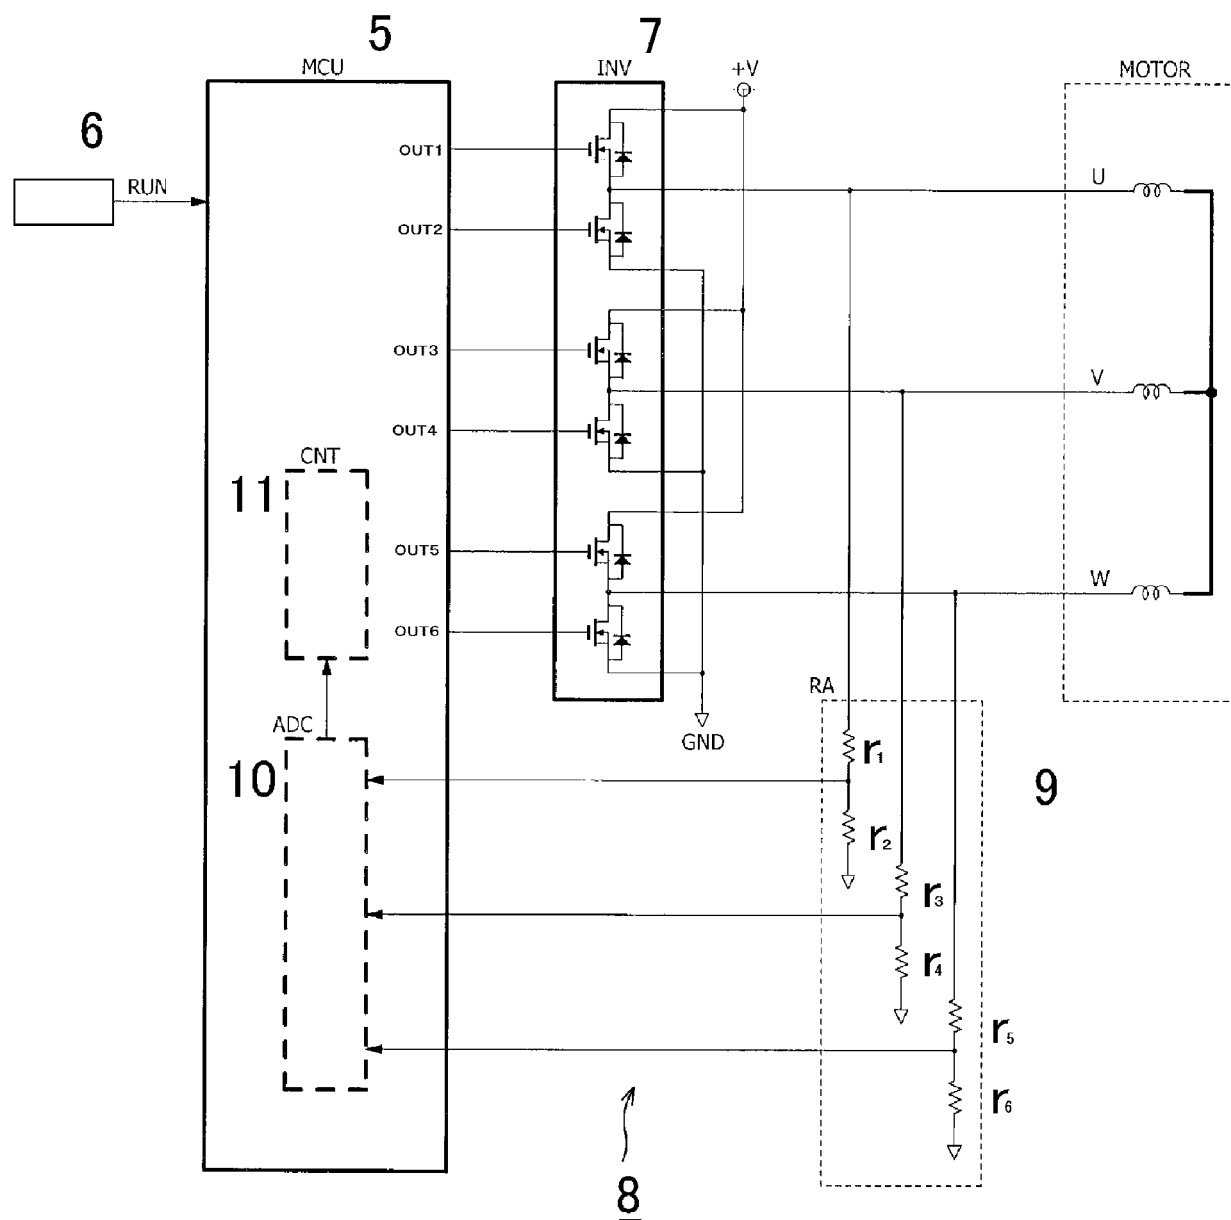 5
7
MCU
INV
+V
MOTOR
6
OUT1
RUN
U
OUT2
OUT3
V
OUT4
CNT
11
OUT5
W
OUT6
RA
ADC
GND
r1
10
9
r2
r3
r4
r5
r6
8